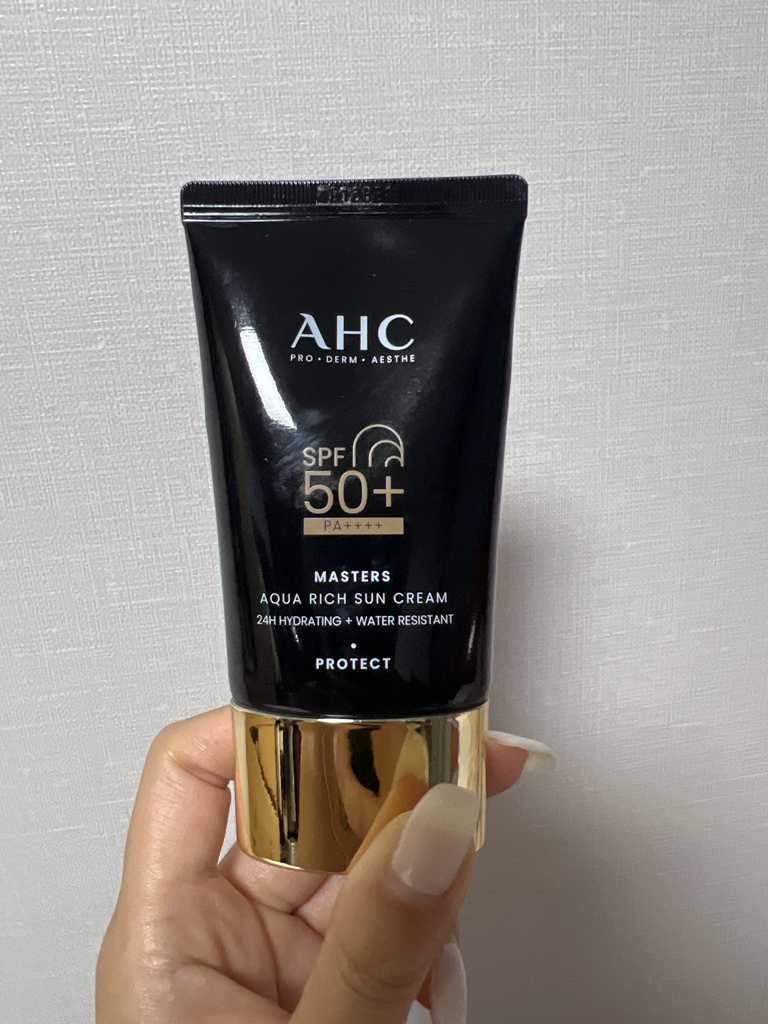 AHC
PRO • DERM • AESTHE
SPF
50+
PA++++
MASTERS
AQUA RICH SUN CREAM
24H HYDRATING + WATER RESISTANT
•
PROTECT